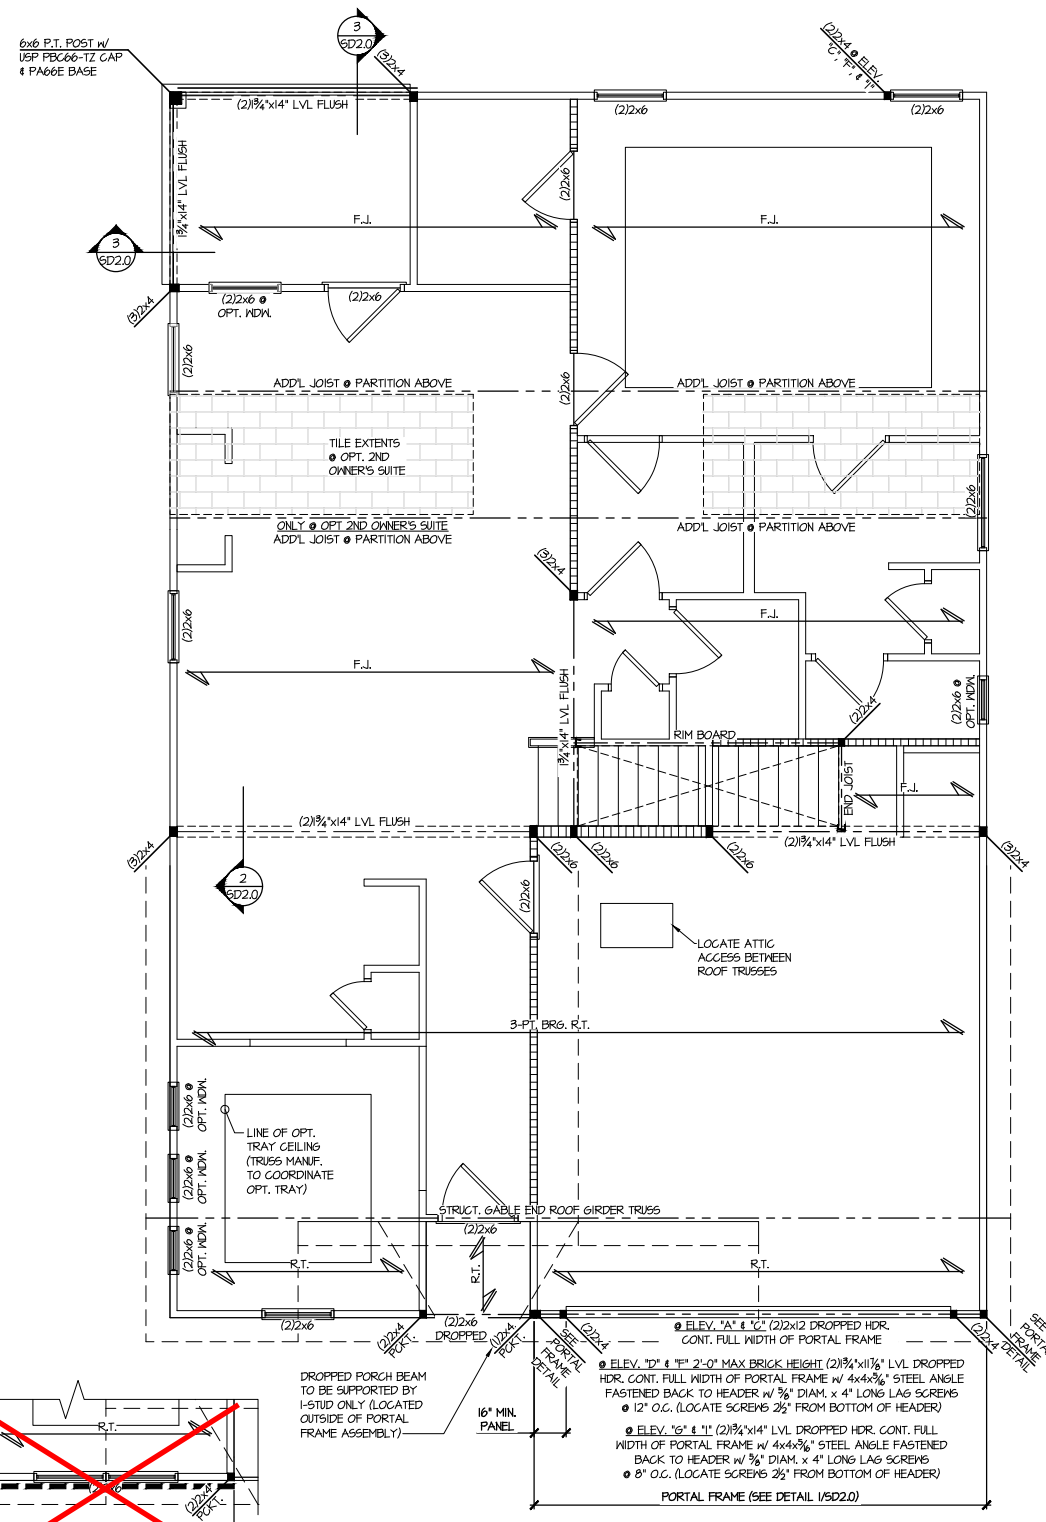 6x6 P.T. POST w/
USP PBC66-TZ CAP
& PA66E BASE
3
SD2.0
(3)2x4
(2)2x4 @ ELEV.
"C", "F", & "I"
(2)1¾"x14" LVL FLUSH
(2)2x6
(2)2x6
1¾"x14" LVL FLUSH
(2)2x6
F.J.
F.J.
3
SD2.0
(3)2x4
(2)2x6 @
OPT. WDW.
(2)2x6
(2)2x6
(2)2x6
ADD'L JOIST @ PARTITION ABOVE
ADD'L JOIST @ PARTITION ABOVE
TILE EXTENTS
@ OPT. 2ND
OWNER'S SUITE
(2)2x6
ONLY @ OPT 2ND OWNER'S SUITE
ADD'L JOIST @ PARTITION ABOVE
ADD'L JOIST @ PARTITION ABOVE
(3)2x4
(2)2x6
F.J.
F.J.
1¾"x14" LVL FLUSH
(2)2x6 @
OPT. WDW.
(2)2x4
RIM BOARD
END JOIST
F.J.
(2)1¾"x14" LVL FLUSH
(2)1¾"x14" LVL FLUSH
(3)2x4
(2)2x6
(2)2x6
(2)2x6
(3)2x4
2
SD2.0
(2)2x6
LOCATE ATTIC
ACCESS BETWEEN
ROOF TRUSSES
3-PT. BRG. R.T.
(2)2x6 @
OPT. WDW.
LINE OF OPT.
TRAY CEILING
(TRUSS MANUF.
TO COORDINATE
OPT. TRAY)
(2)2x6 @
OPT. WDW.
STRUCT. GABLE END ROOF GIRDER TRUSS
(2)2x6
(2)2x6 @
OPT. WDW.
R.T.
R.T.
R.T.
(2)2x6
(2)2x4
PCKT.
(2)2x6
DROPPED
(1)2x4
PCKT.
SEE
PORTAL
FRAME
DETAIL
(2)2x4
@ ELEV. "A" & "C" (2)2x12 DROPPED HDR.
CONT. FULL WIDTH OF PORTAL FRAME
(2)2x4
SEE
PORTAL
FRAME
DETAIL
@ ELEV. "D" & "F" 2'-0" MAX BRICK HEIGHT (2)1¾"x11⅞" LVL DROPPED
HDR. CONT. FULL WIDTH OF PORTAL FRAME w/ 4x4x⁵⁄₁₆" STEEL ANGLE
FASTENED BACK TO HEADER w/ ⅜" DIAM. x 4" LONG LAG SCREWS
@ 12" O.C. (LOCATE SCREWS 2½" FROM BOTTOM OF HEADER)
DROPPED PORCH BEAM
TO BE SUPPORTED BY
1-STUD ONLY (LOCATED
OUTSIDE OF PORTAL
FRAME ASSEMBLY)
16" MIN.
PANEL
@ ELEV. "G" & "I" (2)1¾"x14" LVL DROPPED HDR. CONT. FULL
WIDTH OF PORTAL FRAME w/ 4x4x⁵⁄₁₆" STEEL ANGLE FASTENED
BACK TO HEADER w/ ⅜" DIAM. x 4" LONG LAG SCREWS
@ 8" O.C. (LOCATE SCREWS 2½" FROM BOTTOM OF HEADER)
PORTAL FRAME (SEE DETAIL 1/SD2.0)
R.T.
(2)2x6
(2)2x4
PCKT.